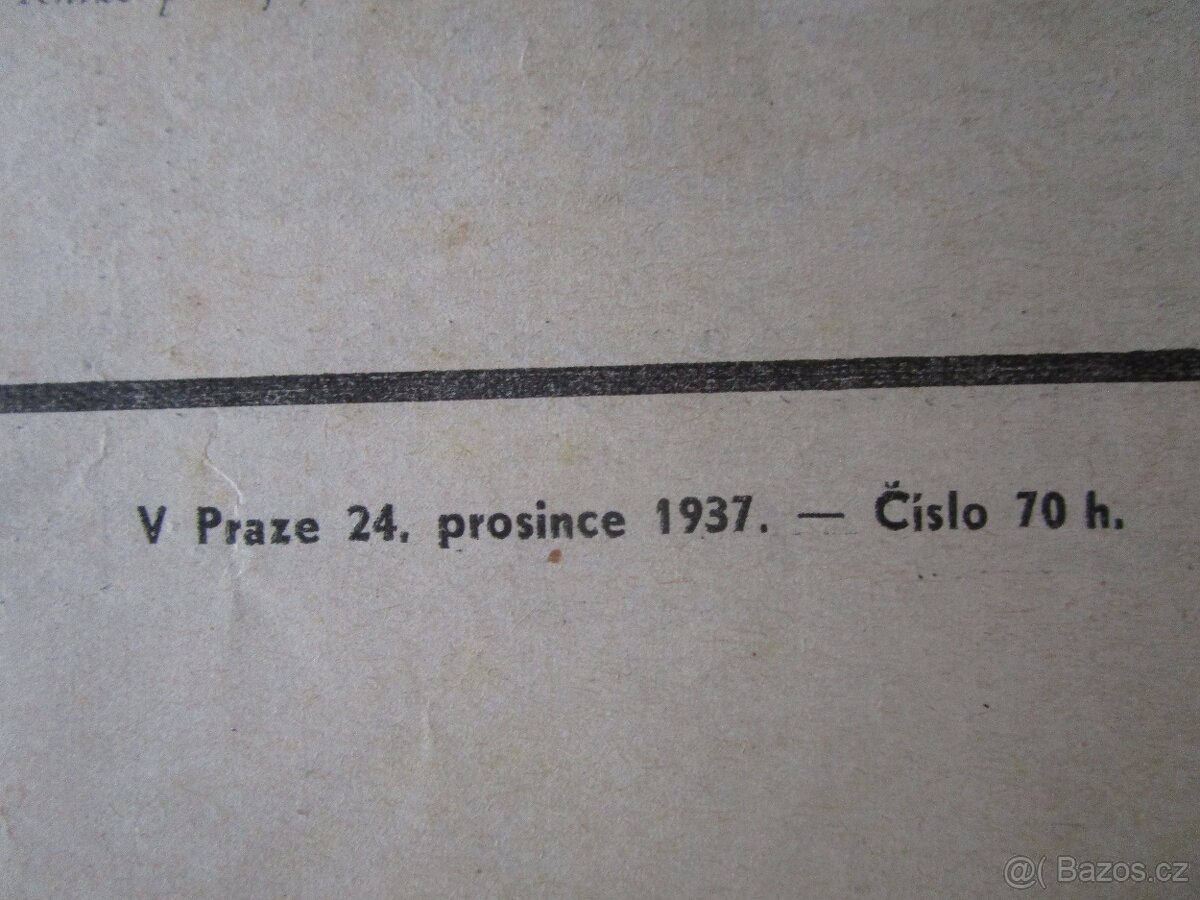 V Praze 24. prosince 1937. — Číslo 70 h.
@( Bazos.cz